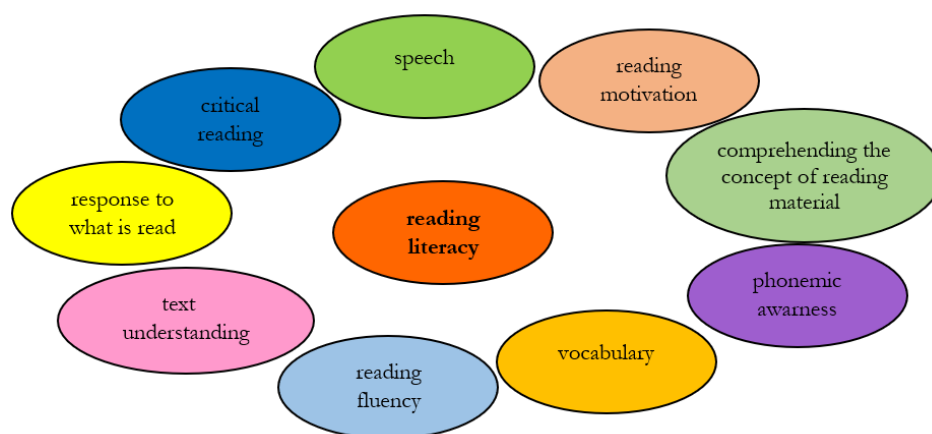 speech
reading
motivation
critical
reading
comprehending the
concept of reading
material
response to
what is read
reading
literacy
phonemic
awarness
text
understanding
vocabulary
reading
fluency